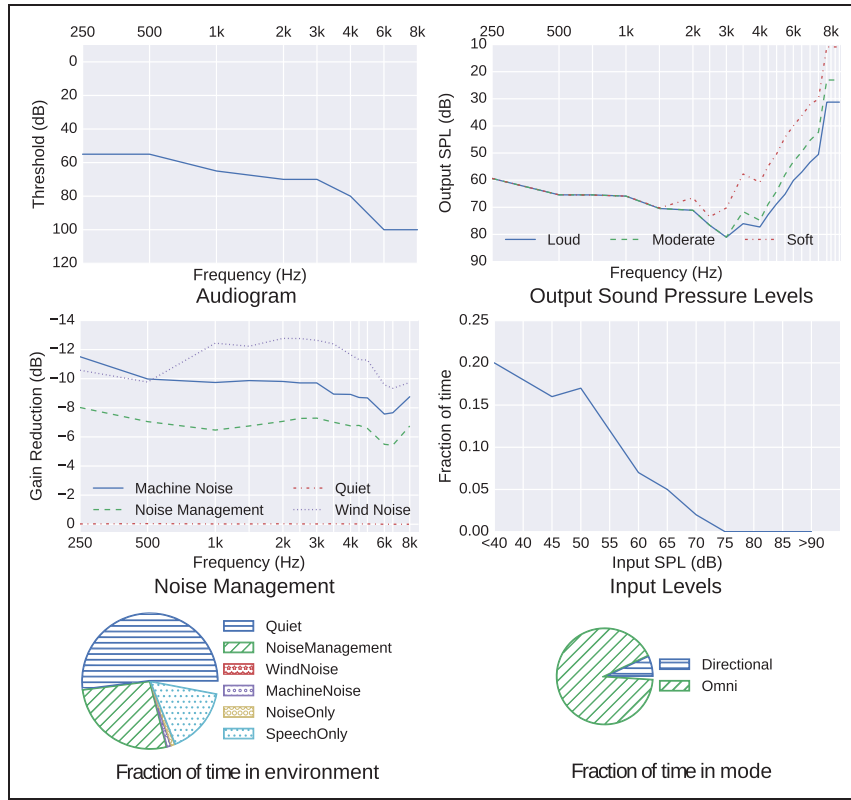 250 500 1k 2k 3k 4k 6k 8k
0
20
40
60
80
100
120
Threshold (dB)
Frequency (Hz)
Audiogram
250 500 1k 2k 3k 4k 6k 8k
10
20
30
40
50
60
70
80
90
Output SPL (dB)
Loud Moderate Soft
Frequency (Hz)
Output Sound Pressure Levels
−14
−12
−10
−8
−6
−4
−2
0
Gain Reduction (dB)
Machine Noise Quiet
Noise Management Wind Noise
250 500 1k 2k 3k 4k 6k 8k
Frequency (Hz)
Noise Management
0.25
0.20
0.15
0.10
0.05
0.00
Fraction of time
<40 40 45 50 55 60 65 70 75 80 85 >90
Input SPL (dB)
Input Levels
Quiet
NoiseManagement
WindNoise
MachineNoise
NoiseOnly
SpeechOnly
Fraction of time in environment
Directional
Omni
Fraction of time in mode